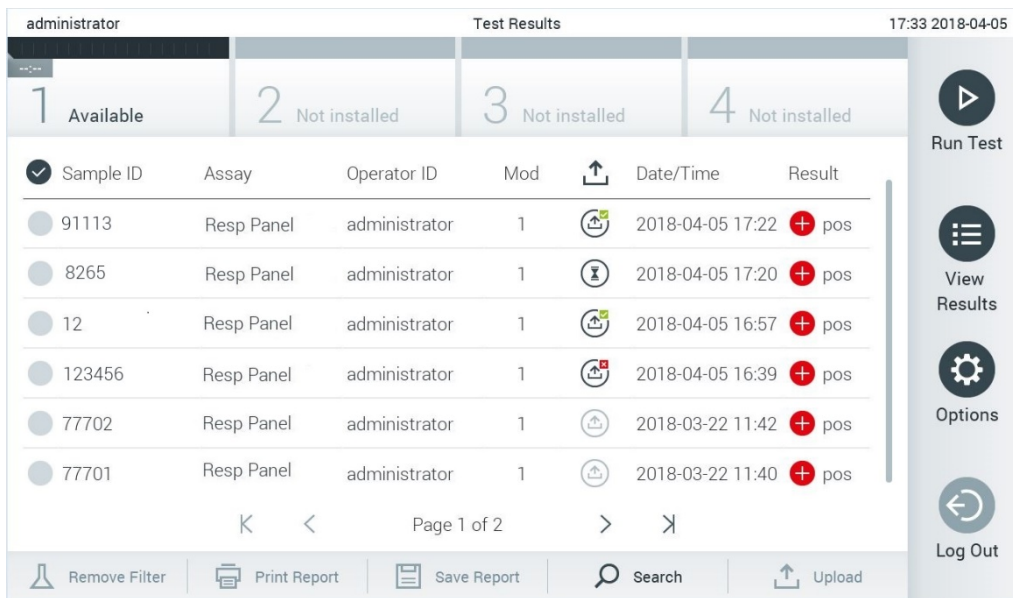 administrator Test Results 17:33 2018-04-05
--:--
1 Available 2 Not installed 3 Not installed 4 Not installed
Run Test
Sample ID Assay Operator ID Mod Date/Time Result
91113 Resp Panel administrator 1 2018-04-05 17:22 pos
8265 Resp Panel administrator 1 2018-04-05 17:20 pos
View
Results
12 Resp Panel administrator 1 2018-04-05 16:57 pos
123456 Resp Panel administrator 1 2018-04-05 16:39 pos
Options
77702 Resp Panel administrator 1 2018-03-22 11:42 pos
77701 Resp Panel administrator 1 2018-03-22 11:40 pos
Page 1 of 2
Log Out
Remove Filter Print Report Save Report Search Upload